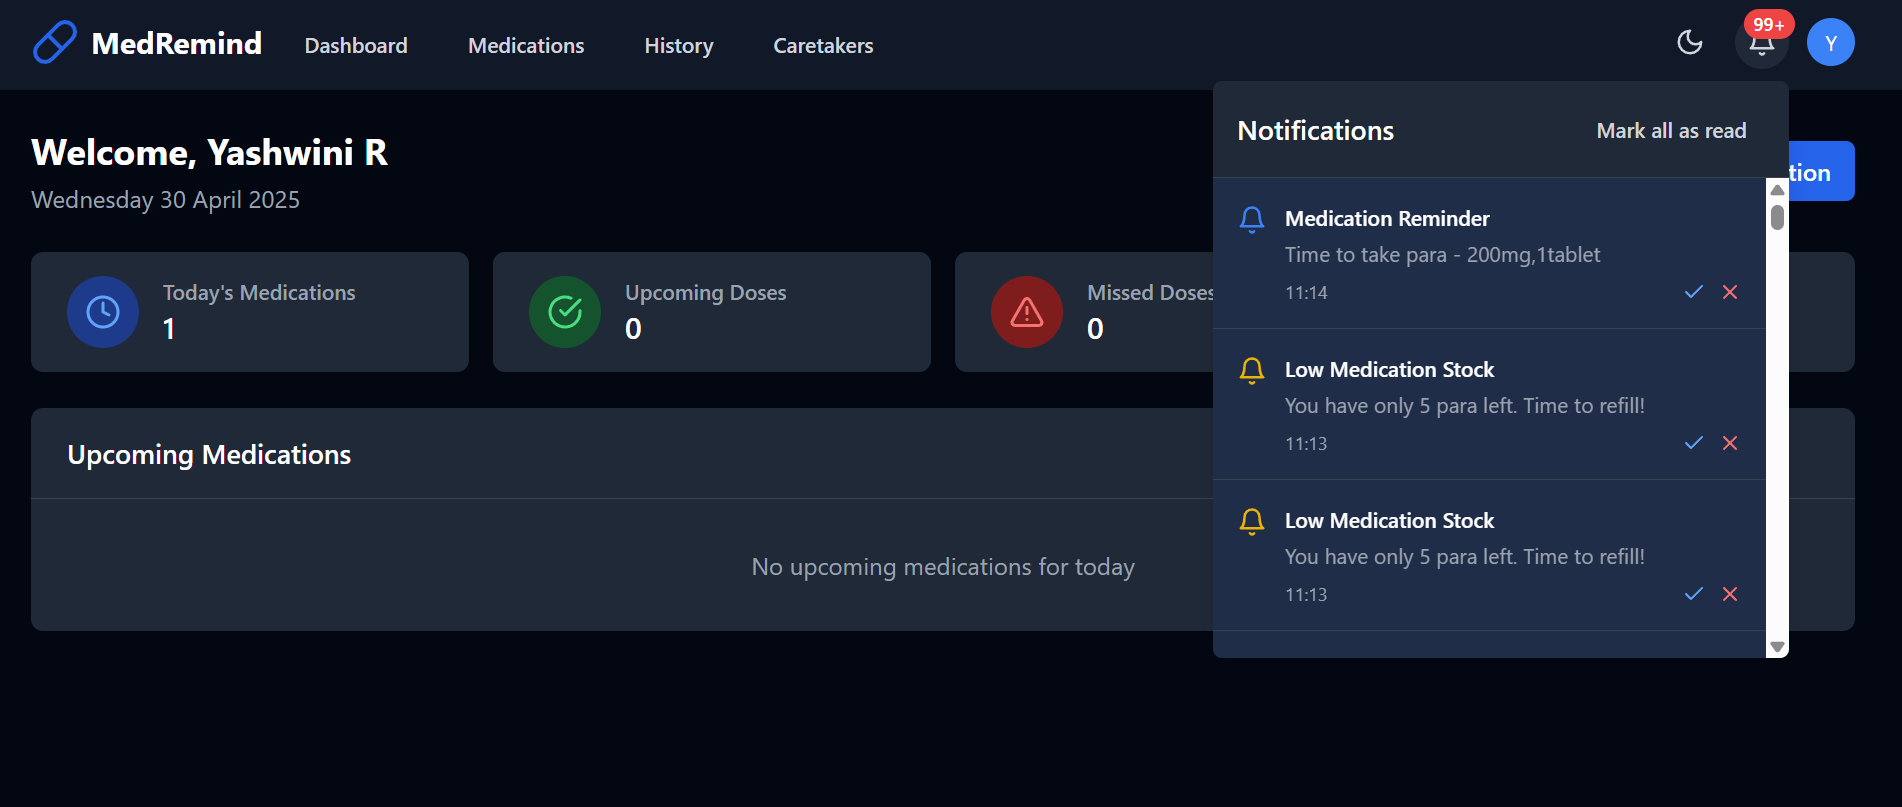 MedRemind
Dashboard
Medications
History
Caretakers
99+
Y
Welcome, Yashwini R
Wednesday 30 April 2025
tion
Today's Medications
1
Upcoming Doses
0
Missed Doses
0
Upcoming Medications
No upcoming medications for today
Notifications
Mark all as read
Medication Reminder
Time to take para - 200mg,1tablet
11:14
Low Medication Stock
You have only 5 para left. Time to refill!
11:13
Low Medication Stock
You have only 5 para left. Time to refill!
11:13